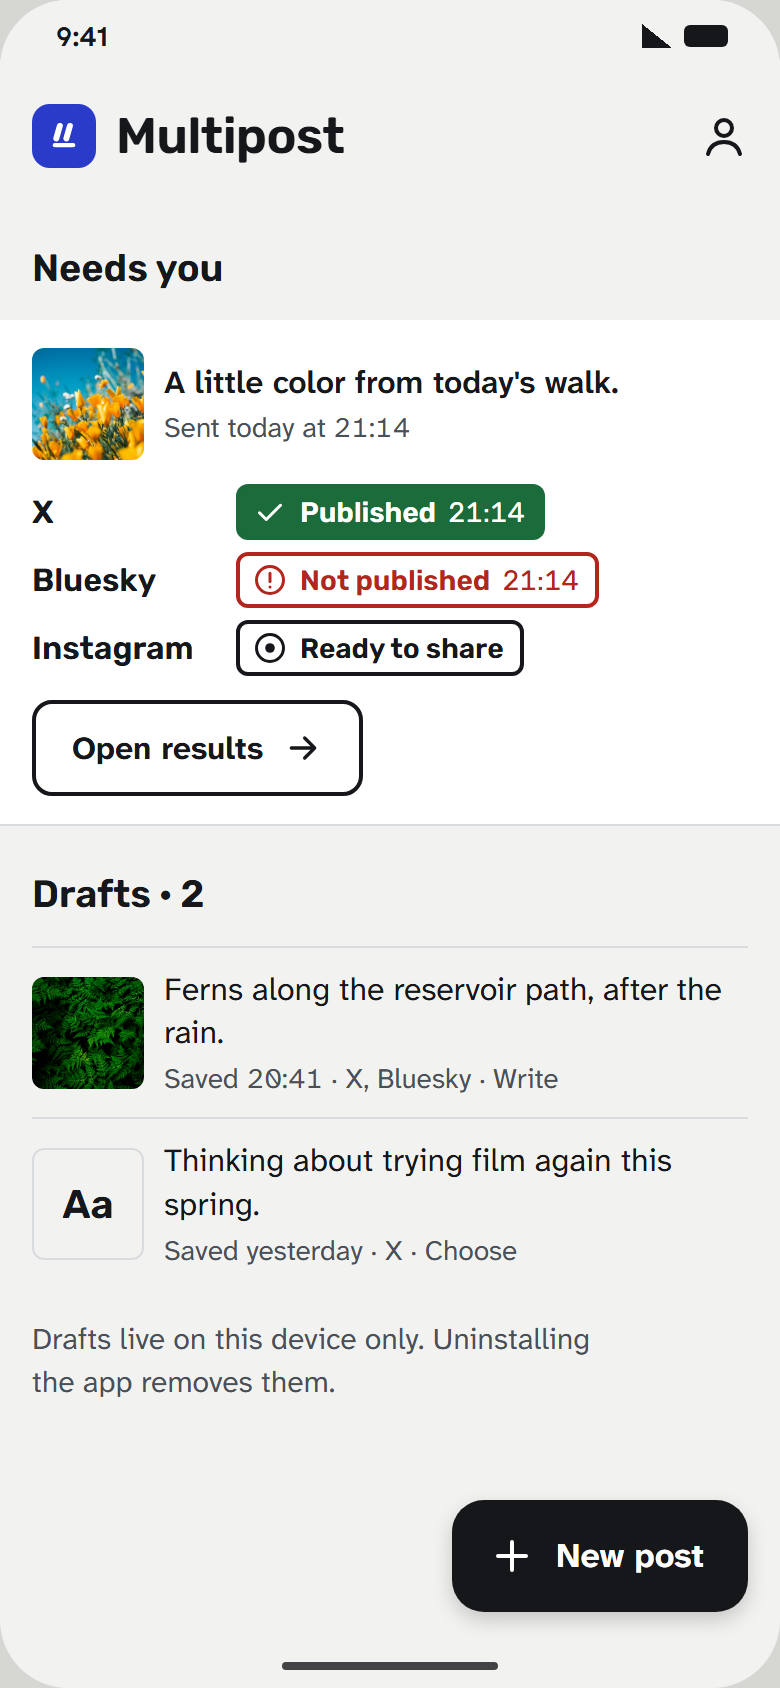 9:41
Multipost
Needs you
A little color from today's walk.
Sent today at 21:14
X
Published 21:14
Bluesky
Not published 21:14
Instagram
Ready to share
Open results
Drafts • 2
Ferns along the reservoir path, after the
rain.
Saved 20:41 · X, Bluesky · Write
Aa
Thinking about trying film again this
spring.
Saved yesterday · X · Choose
Drafts live on this device only. Uninstalling
the app removes them.
New post